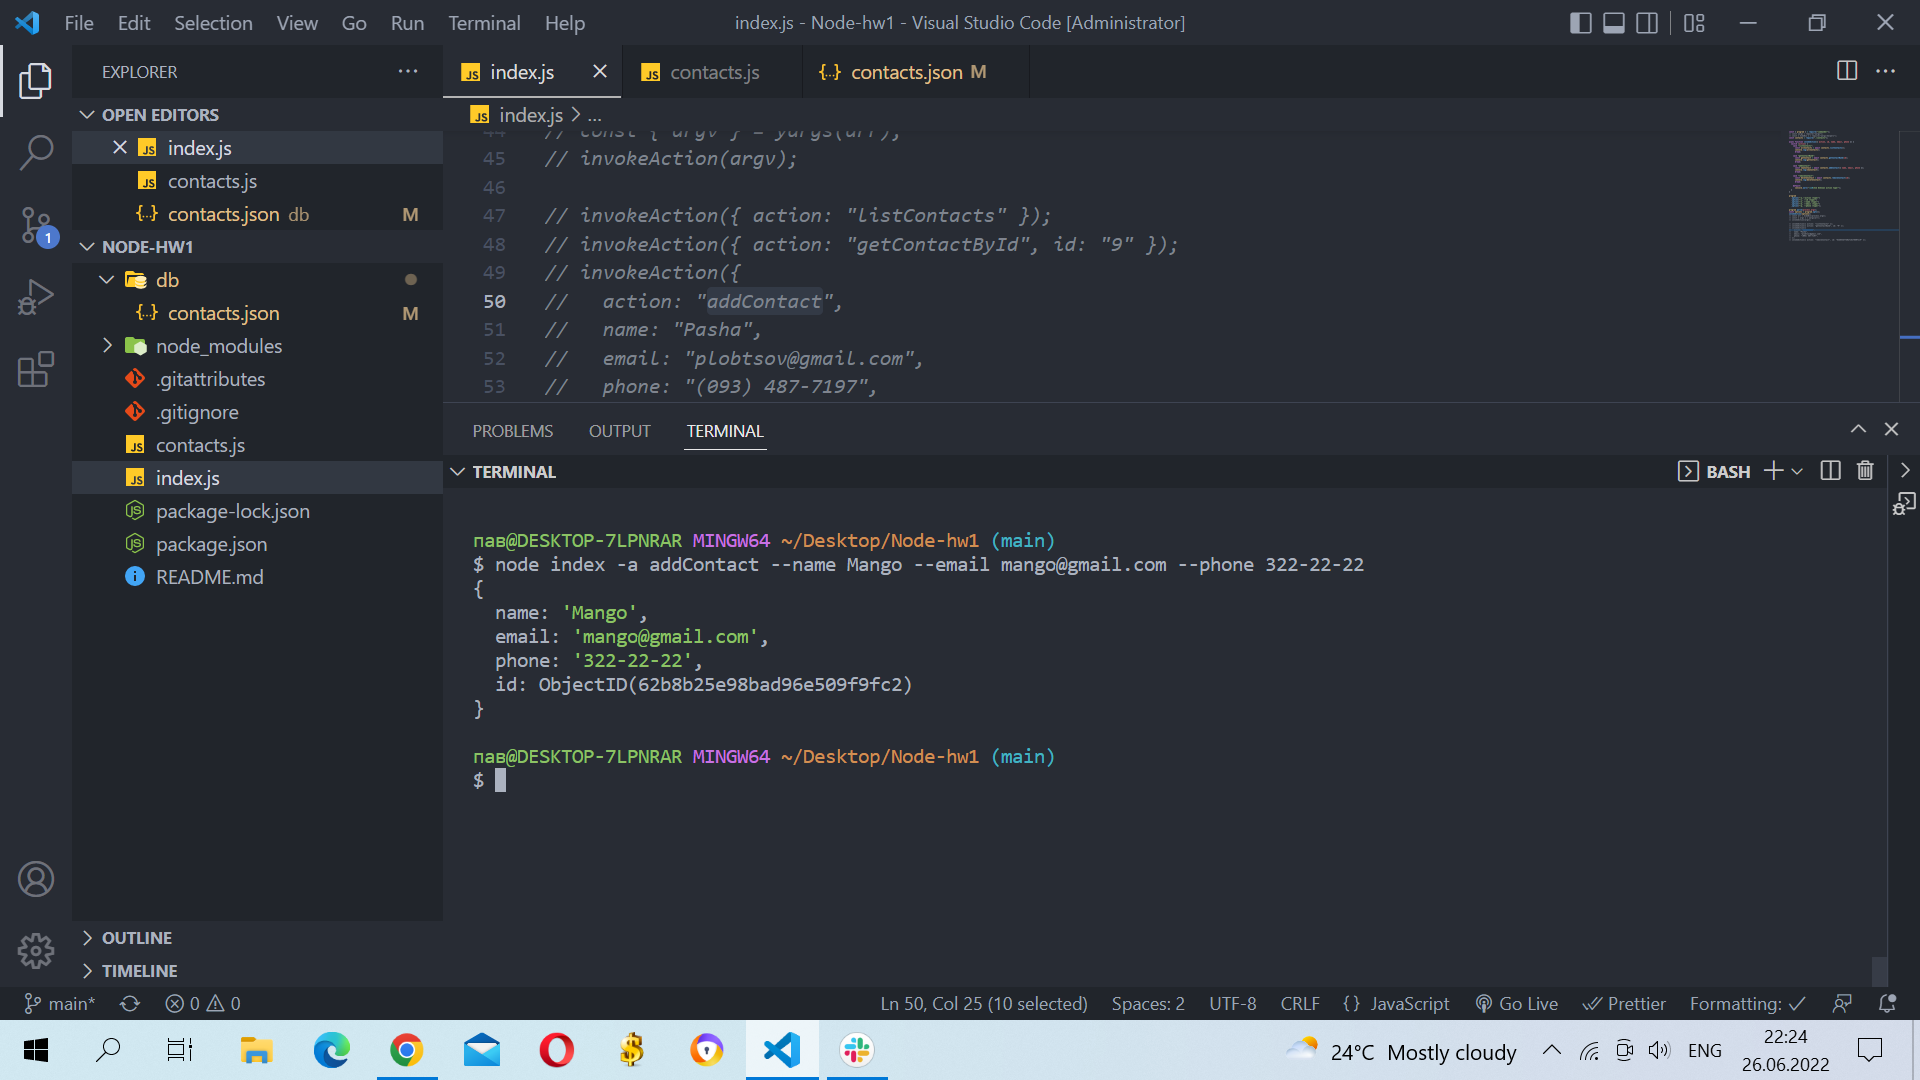 File Edit Selection View Go Run Terminal Help
index.js - Node-hw1 - Visual Studio Code [Administrator]
EXPLORER
index.js
contacts.js
contacts.json M
OPEN EDITORS
index.js
contacts.js
contacts.json db M
NODE-HW1
db
contacts.json M
node_modules
.gitattributes
.gitignore
contacts.js
index.js
package-lock.json
package.json
README.md
OUTLINE
TIMELINE
1
index.js > ...
44 // const { argv } = yargs(arr);
45 // invokeAction(argv);
46
47 // invokeAction({ action: "listContacts" });
48 // invokeAction({ action: "getContactById", id: "9" });
49 // invokeAction({
50 //   action: "addContact",
51 //   name: "Pasha",
52 //   email: "plobtsov@gmail.com",
53 //   phone: "(093) 487-7197",
PROBLEMS OUTPUT TERMINAL
TERMINAL
BASH
пав@DESKTOP-7LPNRAR MINGW64 ~/Desktop/Node-hw1 (main)
$ node index -a addContact --name Mango --email mango@gmail.com --phone 322-22-22
{
  name: 'Mango',
  email: 'mango@gmail.com',
  phone: '322-22-22',
  id: ObjectID(62b8b25e98bad96e509f9fc2)
}
пав@DESKTOP-7LPNRAR MINGW64 ~/Desktop/Node-hw1 (main)
$
main* 0 0
Ln 50, Col 25 (10 selected) Spaces: 2 UTF-8 CRLF {} JavaScript Go Live Prettier Formatting: ✓
24°C Mostly cloudy
ENG
22:24
26.06.2022